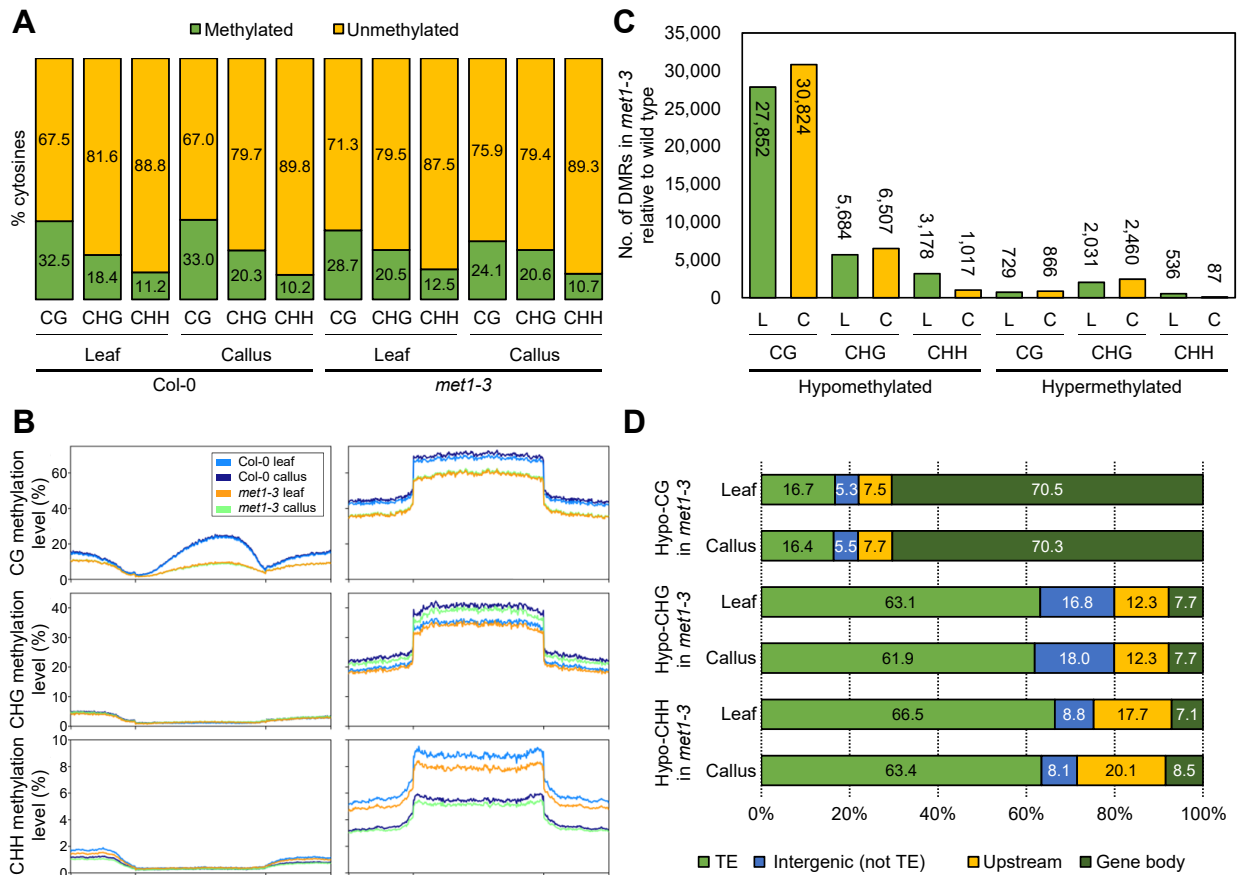 A
Methylated Unmethylated
% cytosines
67.5 81.6 88.8 67.0 79.7 89.8 71.3 79.5 87.5 75.9 79.4 89.3
32.5 18.4 11.2 33.0 20.3 10.2 28.7 20.5 12.5 24.1 20.6 10.7
CG CHG CHH CG CHG CHH CG CHG CHH CG CHG CHH
Leaf Callus Leaf Callus
Col-0 met1-3
B
CG methylation
level (%)
60
40
20
0
Col-0 leaf
Col-0 callus
met1-3 leaf
met1-3 callus
CHG methylation
level (%)
40
30
20
10
0
CHH methylation
level (%)
10
8
6
4
2
0
C
No. of DMRs in met1-3
relative to wild type
35,000
30,000
25,000
20,000
15,000
10,000
5,000
0
27,852 30,824 5,684 6,507 3,178 1,017 729 866 2,031 2,460 536 87
L C L C L C L C L C L C
CG CHG CHH CG CHG CHH
Hypomethylated Hypermethylated
D
Hypo-CG
in met1-3
Leaf 16.7 5.3 7.5 70.5
Callus 16.4 5.5 7.7 70.3
Hypo-CHG
in met1-3
Leaf 63.1 16.8 12.3 7.7
Callus 61.9 18.0 12.3 7.7
Hypo-CHH
in met1-3
Leaf 66.5 8.8 17.7 7.1
Callus 63.4 8.1 20.1 8.5
0% 20% 40% 60% 80% 100%
TE Intergenic (not TE) Upstream Gene body